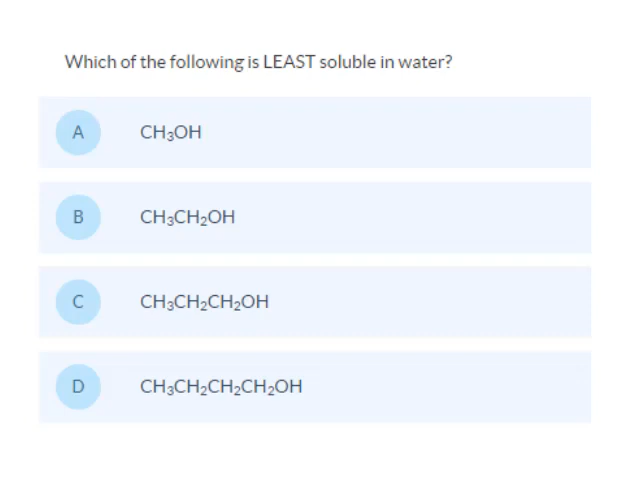 Which of the following is LEAST soluble in water?
A CH₃OH
B CH₃CH₂OH
C CH₃CH₂CH₂OH
D CH₃CH₂CH₂CH₂OH